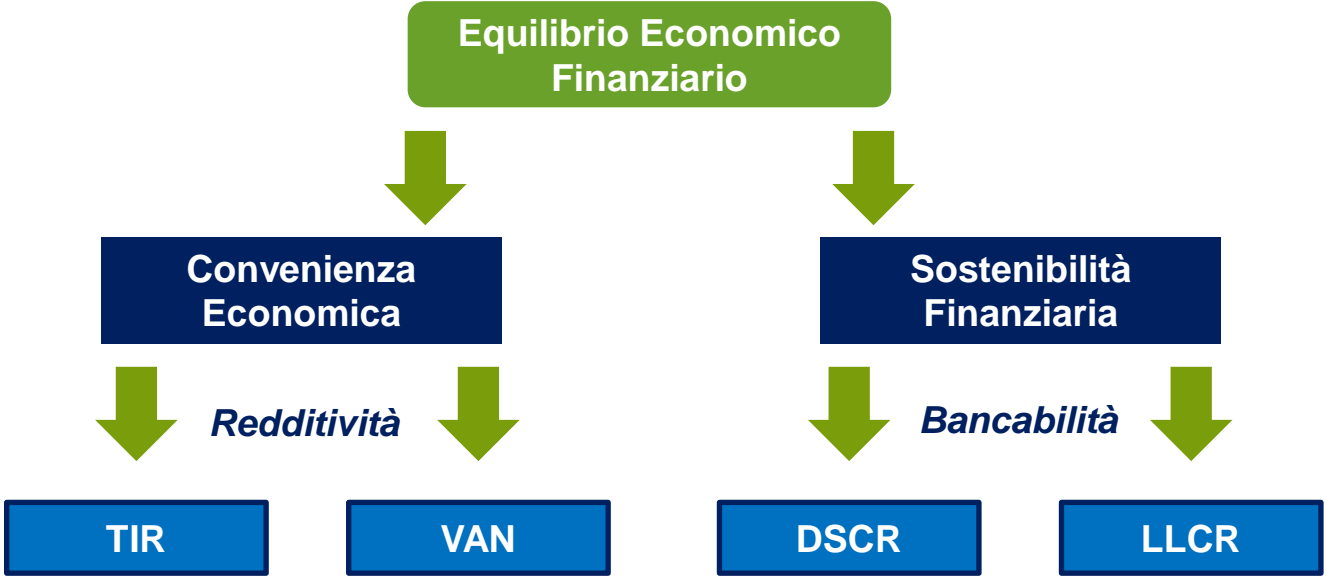 Equilibrio Economico
Finanziario
Convenienza
Economica
Sostenibilità
Finanziaria
Redditività
Bancabilità
TIR
VAN
DSCR
LLCR